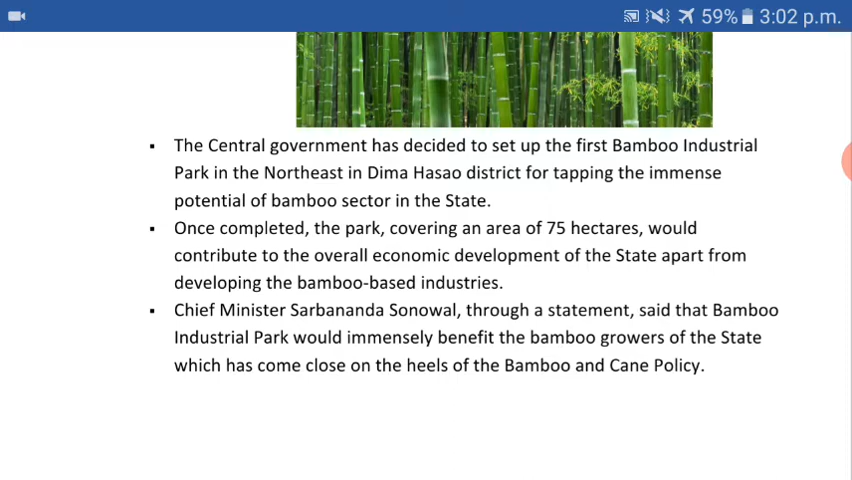 59% 3:02 p.m.
▪ The Central government has decided to set up the first Bamboo Industrial
Park in the Northeast in Dima Hasao district for tapping the immense
potential of bamboo sector in the State.
▪ Once completed, the park, covering an area of 75 hectares, would
contribute to the overall economic development of the State apart from
developing the bamboo-based industries.
▪ Chief Minister Sarbananda Sonowal, through a statement, said that Bamboo
Industrial Park would immensely benefit the bamboo growers of the State
which has come close on the heels of the Bamboo and Cane Policy.